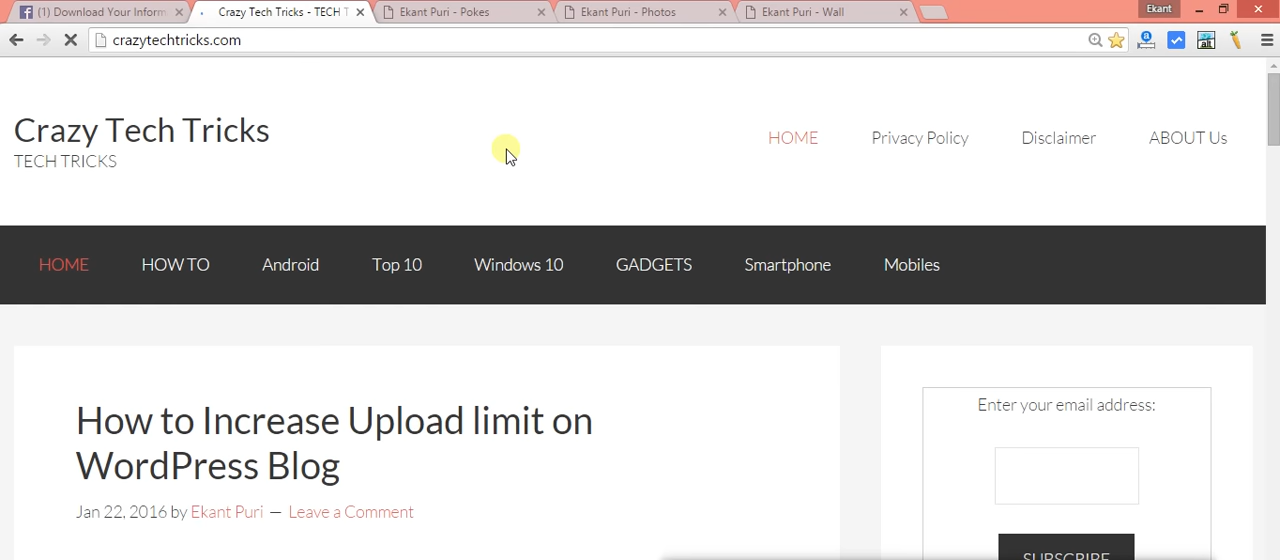 (1) Download Your Inform
Crazy Tech Tricks - TECH T
Ekant Puri - Pokes
Ekant Puri - Photos
Ekant Puri - Wall
Ekant
crazytechtricks.com
Crazy Tech Tricks
TECH TRICKS
HOME Privacy Policy Disclaimer ABOUT Us
HOME HOW TO Android Top 10 Windows 10 GADGETS Smartphone Mobiles
How to Increase Upload limit on
WordPress Blog
Jan 22, 2016 by Ekant Puri — Leave a Comment
Enter your email address:
SUBSCRIBE